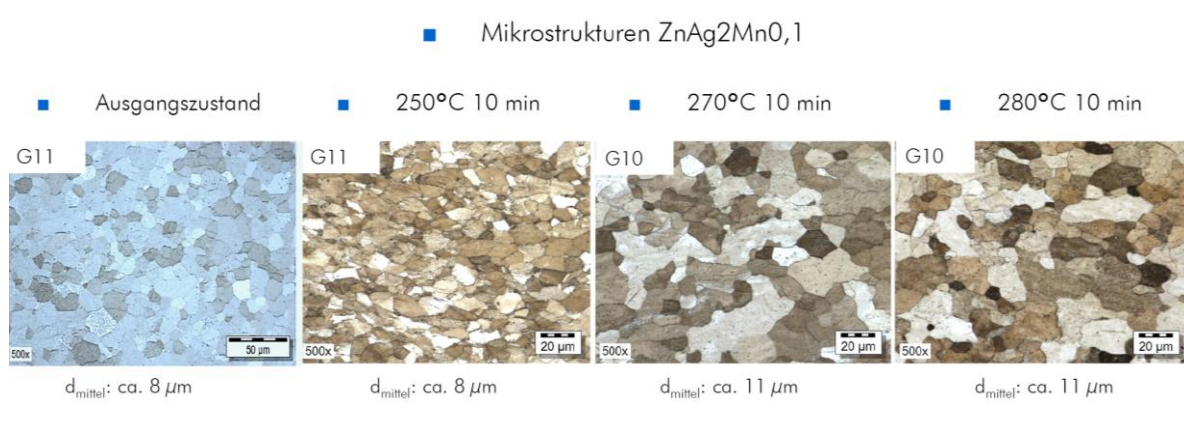 Mikrostrukturen ZnAg2Mn0,1
Ausgangszustand
250°C 10 min
270°C 10 min
280°C 10 min
G11
G11
G10
G10
500x
50 µm
500x
20 µm
500x
20 µm
500x
20 µm
dmittel: ca. 8 µm
dmittel: ca. 8 µm
dmittel: ca. 11 µm
dmittel: ca. 11 µm